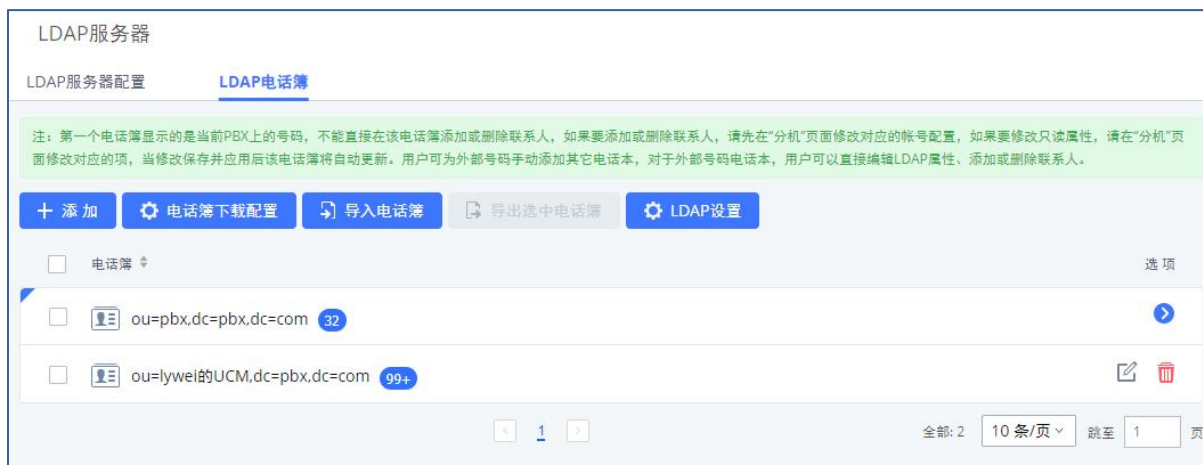 LDAP服务器
LDAP服务器配置 LDAP电话簿
注：第一个电话簿显示的是当前PBX上的号码，不能直接在该电话簿添加或删除联系人，如果要添加或删除联系人，请先在“分机”页面修改对应的帐号配置，如果要修改只读属性，请在“分机”页
面修改对应的项，当修改保存并应用后该电话簿将自动更新。用户可为外部号码手动添加其它电话本，对于外部号码电话本，用户可以直接编辑LDAP属性、添加或删除联系人。
添加 电话簿下载配置 导入电话簿 导出选中电话簿 LDAP设置
电话簿 选项
ou=pbx,dc=pbx,dc=com 32
ou=lywei的UCM,dc=pbx,dc=com 99+
1 全部: 2 10 条/页 跳至 1 页